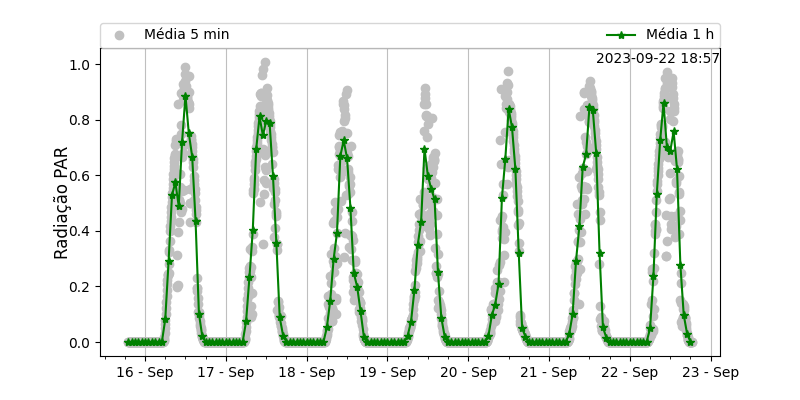 Média 5 min
Média 1 h
2023-09-22 18:57
Radiação PAR
1.0
0.8
0.6
0.4
0.2
0.0
16 - Sep
17 - Sep
18 - Sep
19 - Sep
20 - Sep
21 - Sep
22 - Sep
23 - Sep